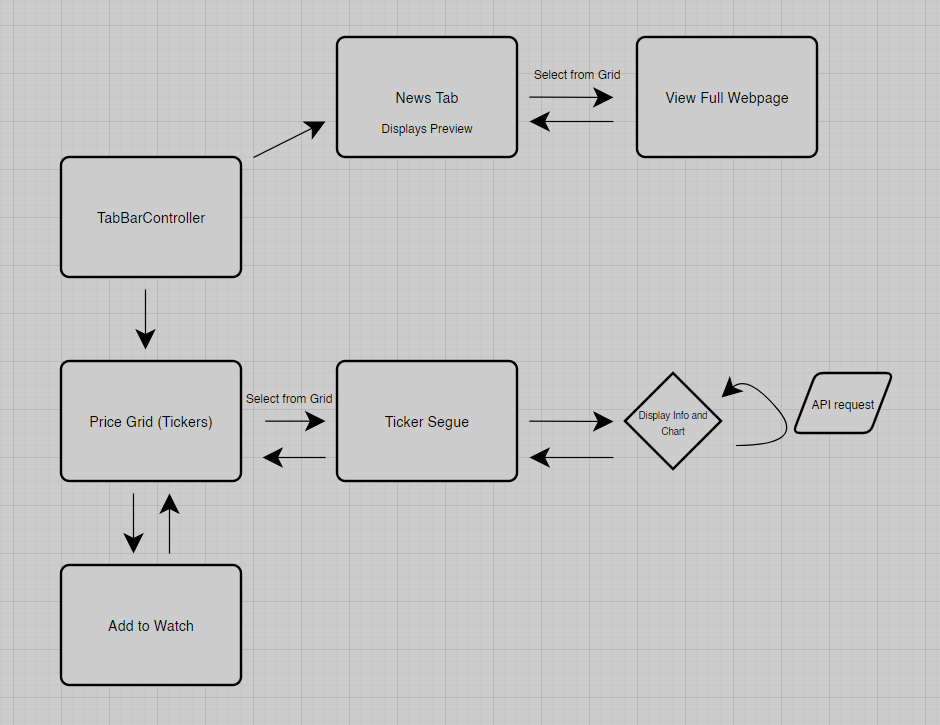 News Tab
Displays Preview
Select from Grid
View Full Webpage
TabBarController
Price Grid (Tickers)
Select from Grid
Ticker Segue
Display Info and
Chart
API request
Add to Watch